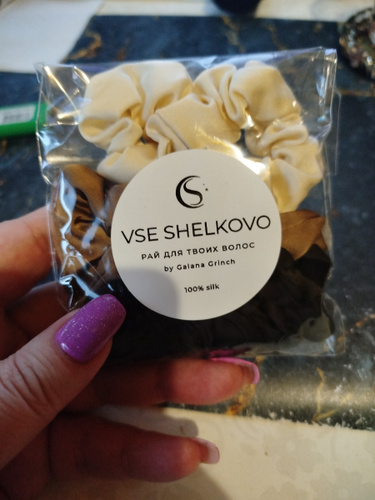 VSE SHELKOVO
РАЙ ДЛЯ ТВОИХ ВОЛОС
by Galana Grinch
100% silk